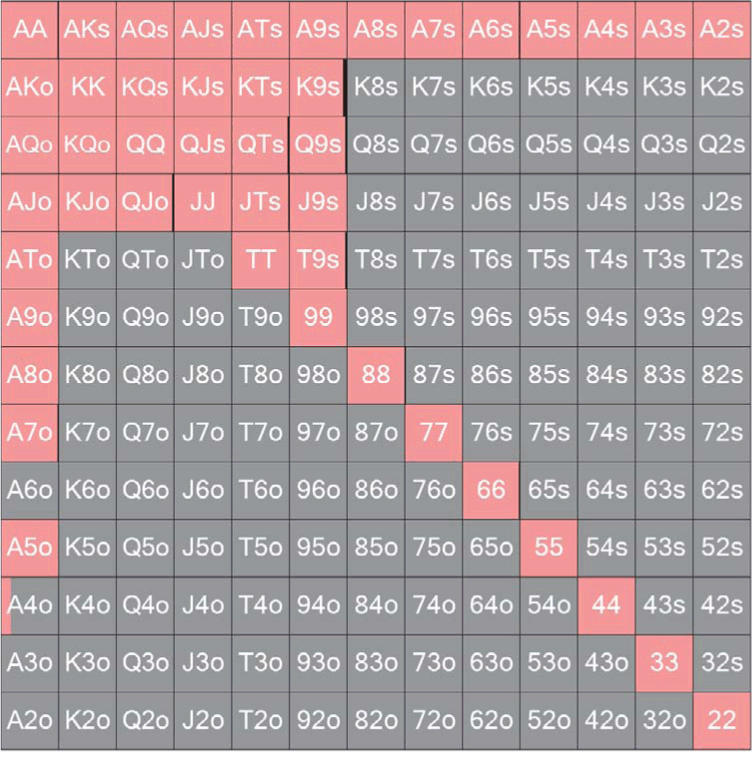 AA AKs AQs AJs ATs A9s A8s A7s A6s A5s A4s A3s A2s
AKo KK KQs KJs KTs K9s K8s K7s K6s K5s K4s K3s K2s
AQo KQo QQ QJs QTs Q9s Q8s Q7s Q6s Q5s Q4s Q3s Q2s
AJo KJo QJo JJ JTs J9s J8s J7s J6s J5s J4s J3s J2s
ATo KTo QTo JTo TT T9s T8s T7s T6s T5s T4s T3s T2s
A9o K9o Q9o J9o T9o 99 98s 97s 96s 95s 94s 93s 92s
A8o K8o Q8o J8o T8o 98o 88 87s 86s 85s 84s 83s 82s
A7o K7o Q7o J7o T7o 97o 87o 77 76s 75s 74s 73s 72s
A6o K6o Q6o J6o T6o 96o 86o 76o 66 65s 64s 63s 62s
A5o K5o Q5o J5o T5o 95o 85o 75o 65o 55 54s 53s 52s
A4o K4o Q4o J4o T4o 94o 84o 74o 64o 54o 44 43s 42s
A3o K3o Q3o J3o T3o 93o 83o 73o 63o 53o 43o 33 32s
A2o K2o Q2o J2o T2o 92o 82o 72o 62o 52o 42o 32o 22